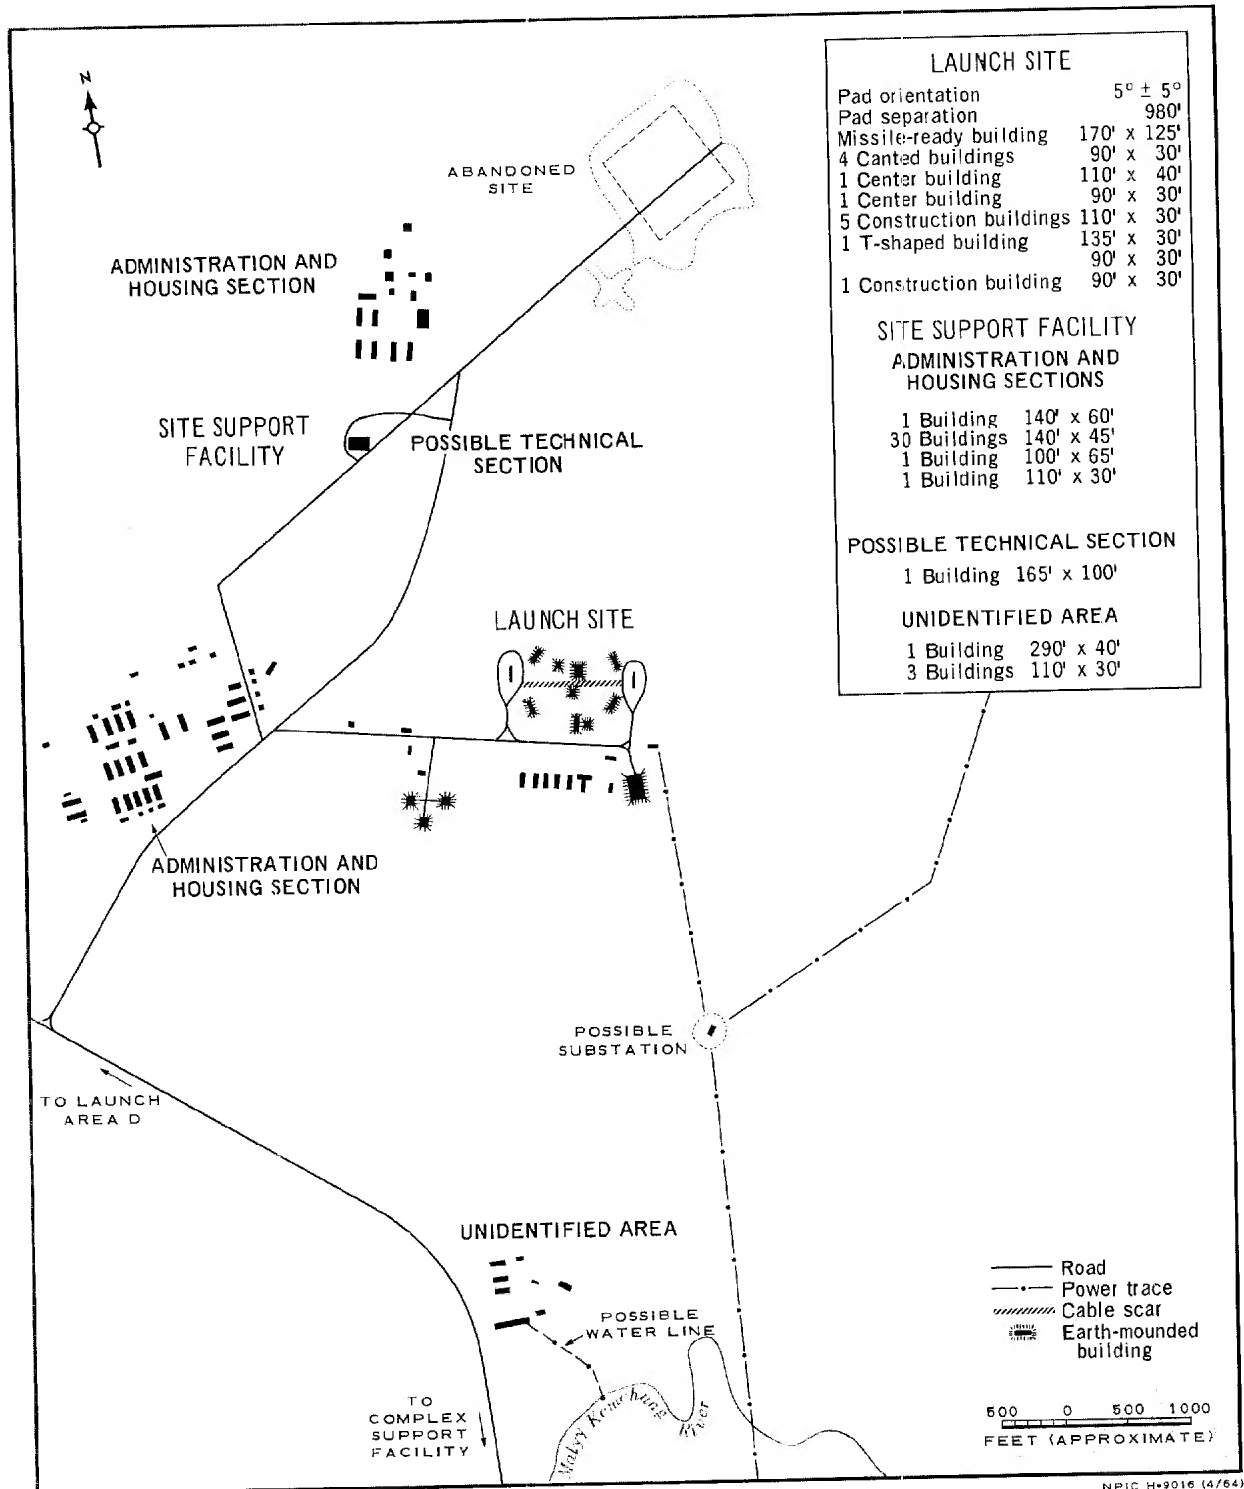 N
ABANDONED
SITE
ADMINISTRATION AND
HOUSING SECTION
SITE SUPPORT
FACILITY
POSSIBLE TECHNICAL
SECTION
LAUNCH SITE
ADMINISTRATION AND
HOUSING SECTION
POSSIBLE
SUBSTATION
TO LAUNCH
AREA D
UNIDENTIFIED AREA
POSSIBLE
WATER LINE
TO
COMPLEX
SUPPORT
FACILITY
Malyy Kemchung River
LAUNCH SITE
Pad orientation 5° ± 5°
Pad separation 980'
Missile-ready building 170' x 125'
4 Canted buildings 90' x 30'
1 Center building 110' x 40'
1 Center building 90' x 30'
5 Construction buildings 110' x 30'
1 T-shaped building 135' x 30'
90' x 30'
1 Construction building 90' x 30'
SITE SUPPORT FACILITY
ADMINISTRATION AND
HOUSING SECTIONS
1 Building 140' x 60'
30 Buildings 140' x 45'
1 Building 100' x 65'
1 Building 110' x 30'
POSSIBLE TECHNICAL SECTION
1 Building 165' x 100'
UNIDENTIFIED AREA
1 Building 290' x 40'
3 Buildings 110' x 30'
Road
Power trace
Cable scar
Earth-mounded
building
500 0 500 1000
FEET (APPROXIMATE)
NPIC H-9016 (4/64)